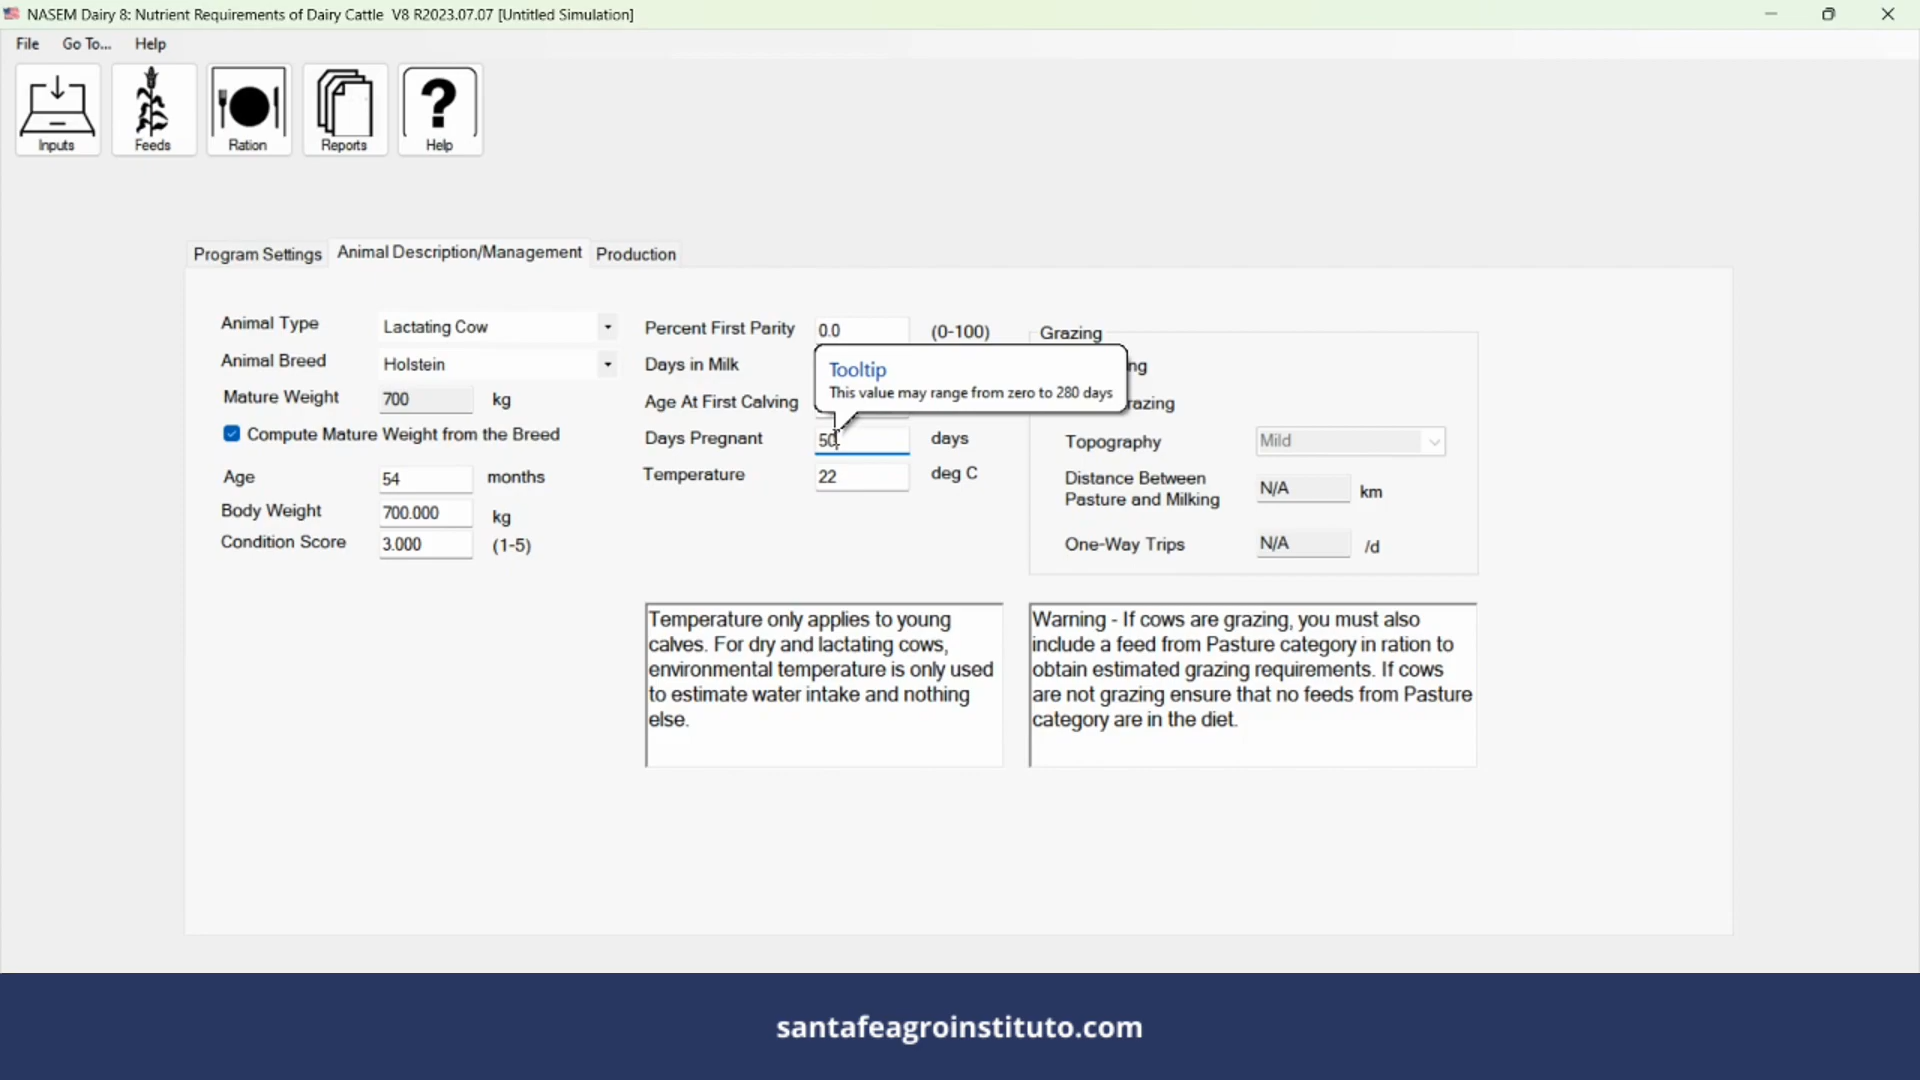 NASEM Dairy 8: Nutrient Requirements of Dairy Cattle V8 R2023.07.07 [Untitled Simulation]
File Go To... Help
Inputs Feeds Ration Reports Help
Program Settings Animal Description/Management Production
Animal Type Lactating Cow
Animal Breed Holstein
Mature Weight 700 kg
Compute Mature Weight from the Breed
Age 54 months
Body Weight 700.000 kg
Condition Score 3.000 (1-5)
Percent First Parity 0.0 (0-100)
Days in Milk
Age At First Calving
Days Pregnant 50 days
Temperature 22 deg C
Tooltip
This value may range from zero to 280 days
Grazing
ng
razing
Topography Mild
Distance Between
Pasture and Milking N/A km
One-Way Trips N/A /d
Temperature only applies to young
calves. For dry and lactating cows,
environmental temperature is only used
to estimate water intake and nothing
else.
Warning - If cows are grazing, you must also
include a feed from Pasture category in ration to
obtain estimated grazing requirements. If cows
are not grazing ensure that no feeds from Pasture
category are in the diet.
santafeagroinstituto.com